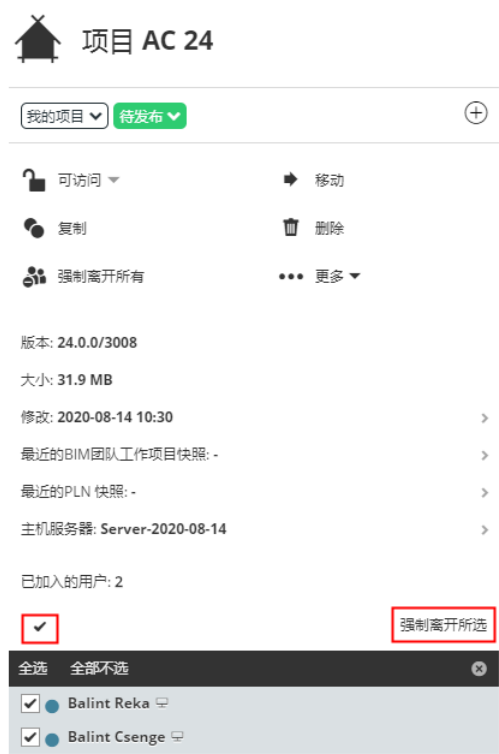 项目 AC 24
我的项目 待发布
可访问 移动
复制 删除
强制离开所有 更多
版本: 24.0.0/3008
大小: 31.9 MB
修改: 2020-08-14 10:30
最近的BIM团队工作项目快照: -
最近的PLN 快照: -
主机服务器: Server-2020-08-14
已加入的用户: 2
强制离开所选
全选 全部不选
Balint Reka
Balint Csenge